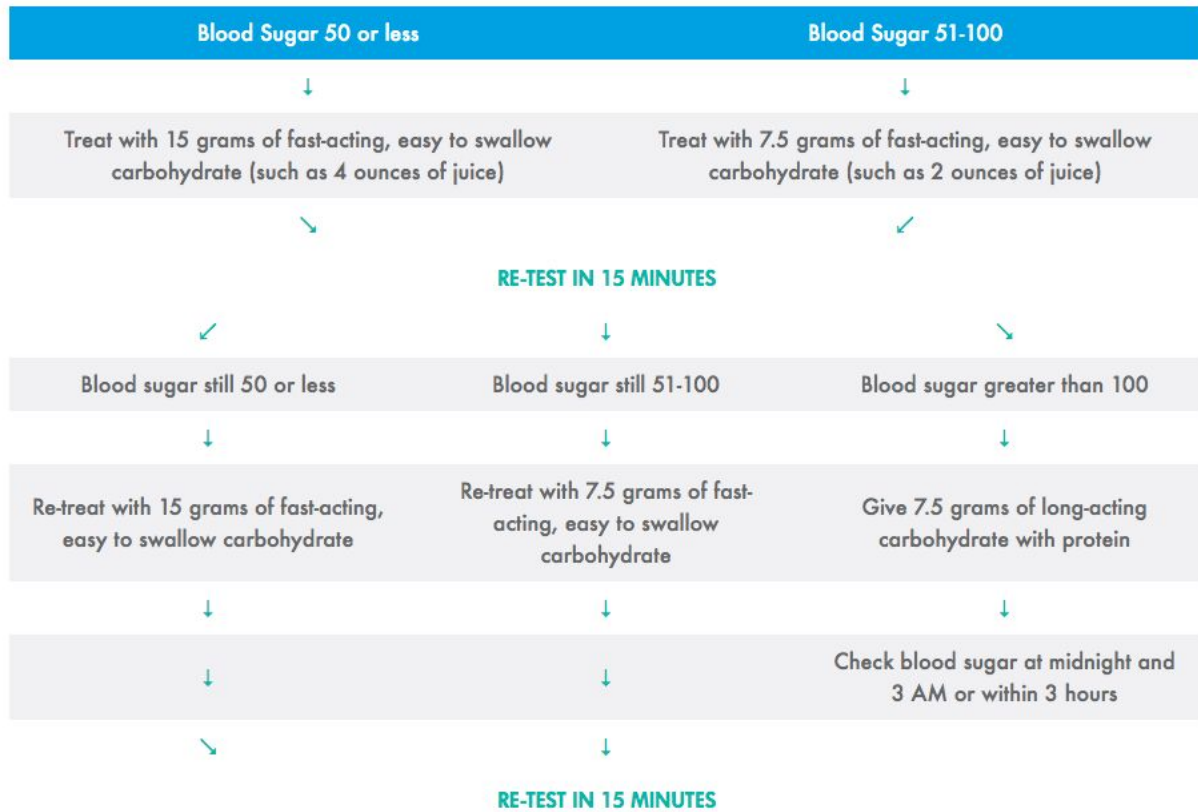 Blood Sugar 50 or less
Blood Sugar 51-100
Treat with 15 grams of fast-acting, easy to swallow
carbohydrate (such as 4 ounces of juice)
Treat with 7.5 grams of fast-acting, easy to swallow
carbohydrate (such as 2 ounces of juice)
RE-TEST IN 15 MINUTES
Blood sugar still 50 or less
Blood sugar still 51-100
Blood sugar greater than 100
Re-treat with 15 grams of fast-acting,
easy to swallow carbohydrate
Re-treat with 7.5 grams of fast-
acting, easy to swallow
carbohydrate
Give 7.5 grams of long-acting
carbohydrate with protein
Check blood sugar at midnight and
3 AM or within 3 hours
RE-TEST IN 15 MINUTES